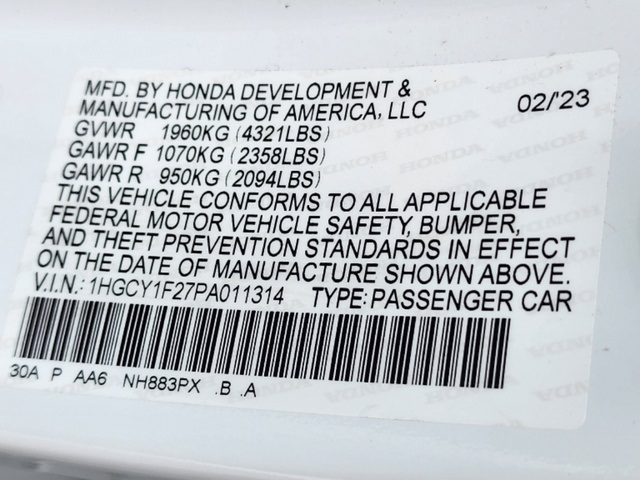 MFD. BY HONDA DEVELOPMENT &
MANUFACTURING OF AMERICA, LLC 02/'23
GVWR 1960KG (4321LBS)
GAWR F 1070KG (2358LBS)
GAWR R 950KG (2094LBS)
THIS VEHICLE CONFORMS TO ALL APPLICABLE
FEDERAL MOTOR VEHICLE SAFETY, BUMPER,
AND THEFT PREVENTION STANDARDS IN EFFECT
ON THE DATE OF MANUFACTURE SHOWN ABOVE.
V.I.N.: 1HGCY1F27PA011314 TYPE: PASSENGER CAR
30A P AA6 NH883PX .B .A
HONDA